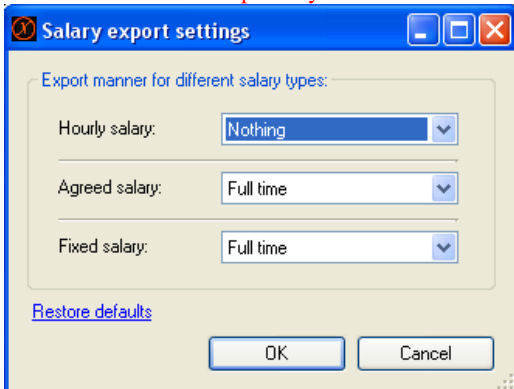 Salary export settings
Export manner for different salary types:
Hourly salary: Nothing
Agreed salary: Full time
Fixed salary: Full time
Restore defaults
OK Cancel